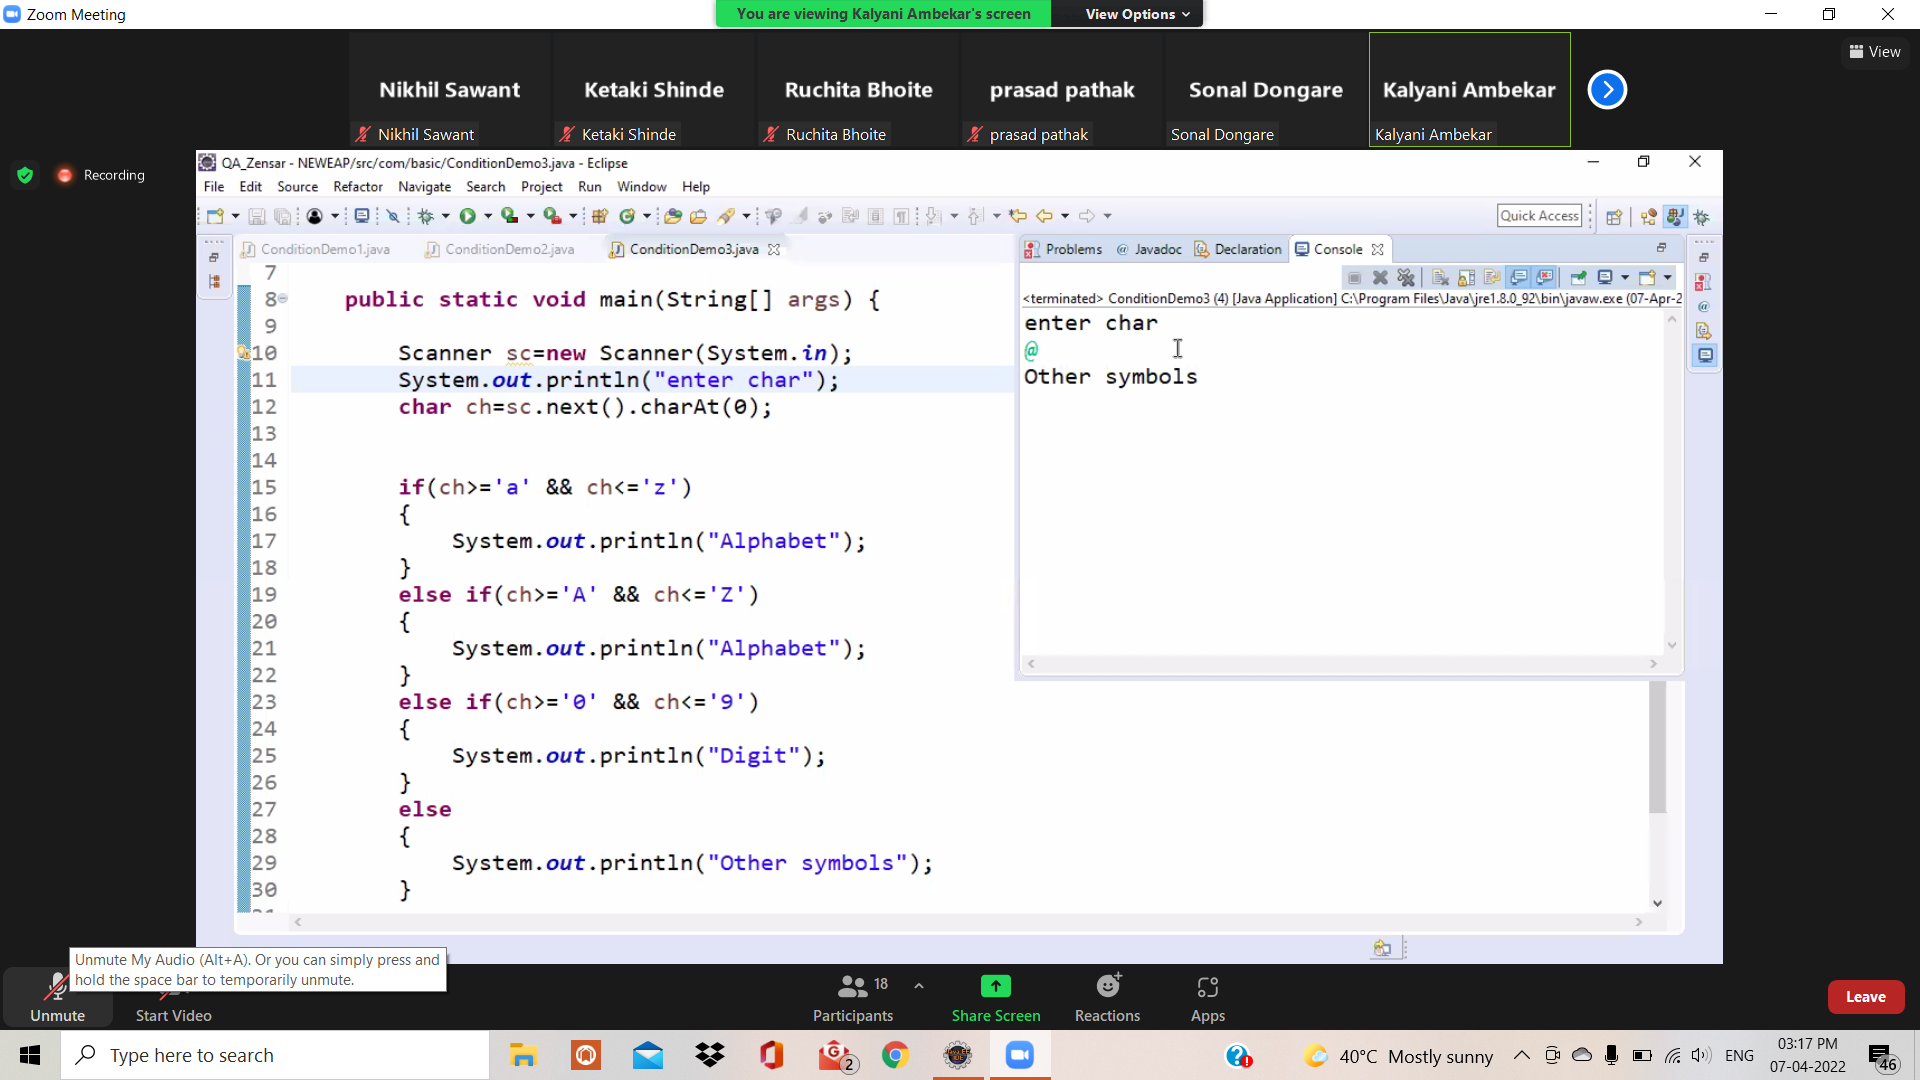 Zoom Meeting
You are viewing Kalyani Ambekar's screen
View Options
View
Nikhil Sawant
Ketaki Shinde
Ruchita Bhoite
prasad pathak
Sonal Dongare
Kalyani Ambekar
Nikhil Sawant
Ketaki Shinde
Ruchita Bhoite
prasad pathak
Sonal Dongare
Kalyani Ambekar
Recording
QA_Zensar - NEWEAP/src/com/basic/ConditionDemo3.java - Eclipse
File Edit Source Refactor Navigate Search Project Run Window Help
Quick Access
ConditionDemo1.java
ConditionDemo2.java
ConditionDemo3.java
7
8 public static void main(String[] args) {
9
10 Scanner sc=new Scanner(System.in);
11 System.out.println("enter char");
12 char ch=sc.next().charAt(0);
13
14
15 if(ch>='a' && ch<='z')
16 {
17 System.out.println("Alphabet");
18 }
19 else if(ch>='A' && ch<='Z')
20 {
21 System.out.println("Alphabet");
22 }
23 else if(ch>='0' && ch<='9')
24 {
25 System.out.println("Digit");
26 }
27 else
28 {
29 System.out.println("Other symbols");
30 }
Problems @ Javadoc Declaration Console
<terminated> ConditionDemo3 (4) [Java Application] C:\Program Files\Java\jre1.8.0_92\bin\javaw.exe (07-Apr-2
enter char
@
Other symbols
Unmute My Audio (Alt+A). Or you can simply press and
hold the space bar to temporarily unmute.
Unmute
Start Video
18
Participants
Share Screen
Reactions
Apps
Leave
Type here to search
2
40°C Mostly sunny
ENG
03:17 PM
07-04-2022
46